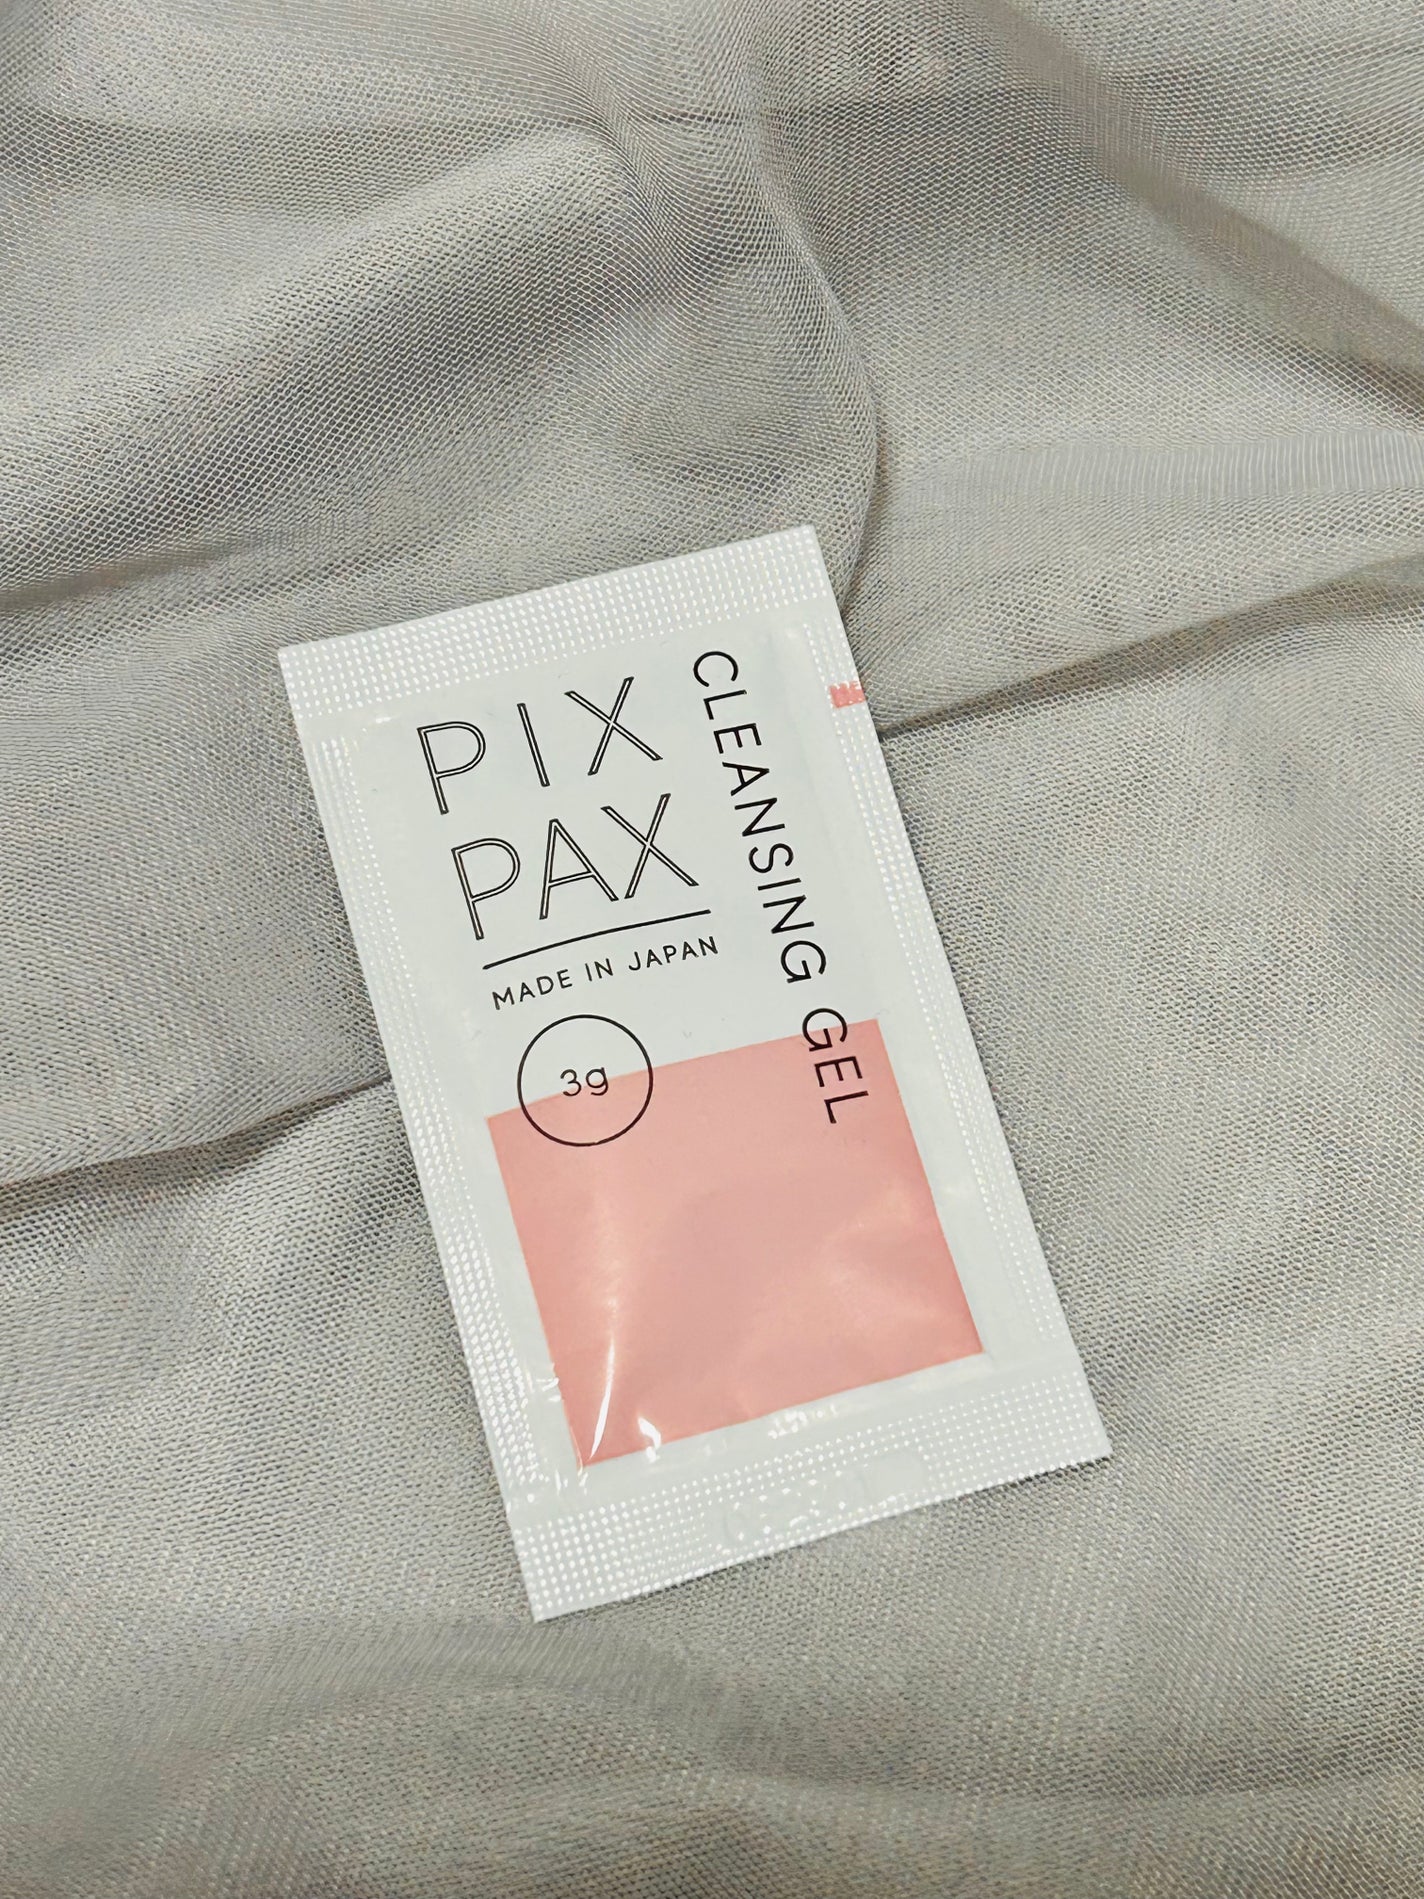 PIX
PAX
MADE IN JAPAN
3g
CLEANSING GEL